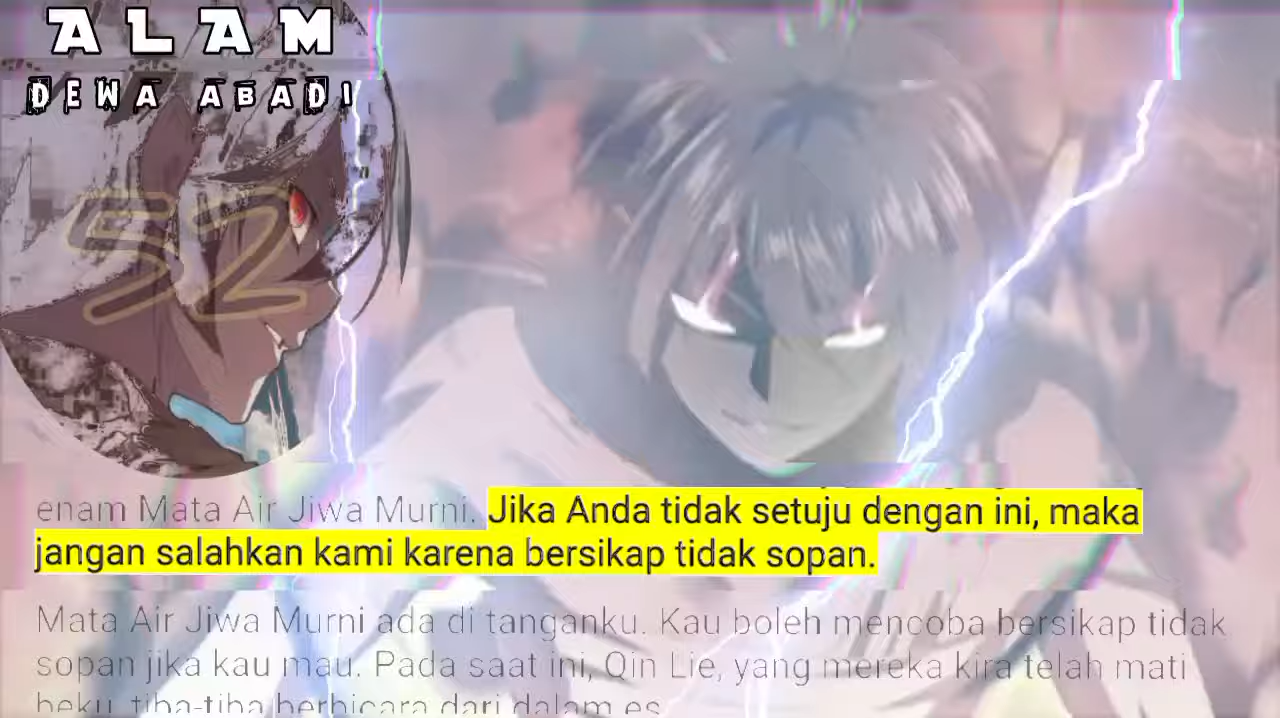 ALAM
DEWA ABADI
52
enam Mata Air Jiwa Murni. Jika Anda tidak setuju dengan ini, maka
jangan salahkan kami karena bersikap tidak sopan.
Mata Air Jiwa Murni ada di tanganku. Kau boleh mencoba bersikap tidak
sopan jika kau mau. Pada saat ini, Qin Lie, yang mereka kira telah mati
beku, tiba-tiba berbicara dari dalam es